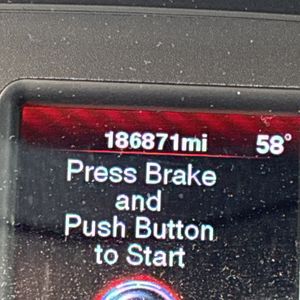 186871mi 58°
Press Brake
and
Push Button
to Start